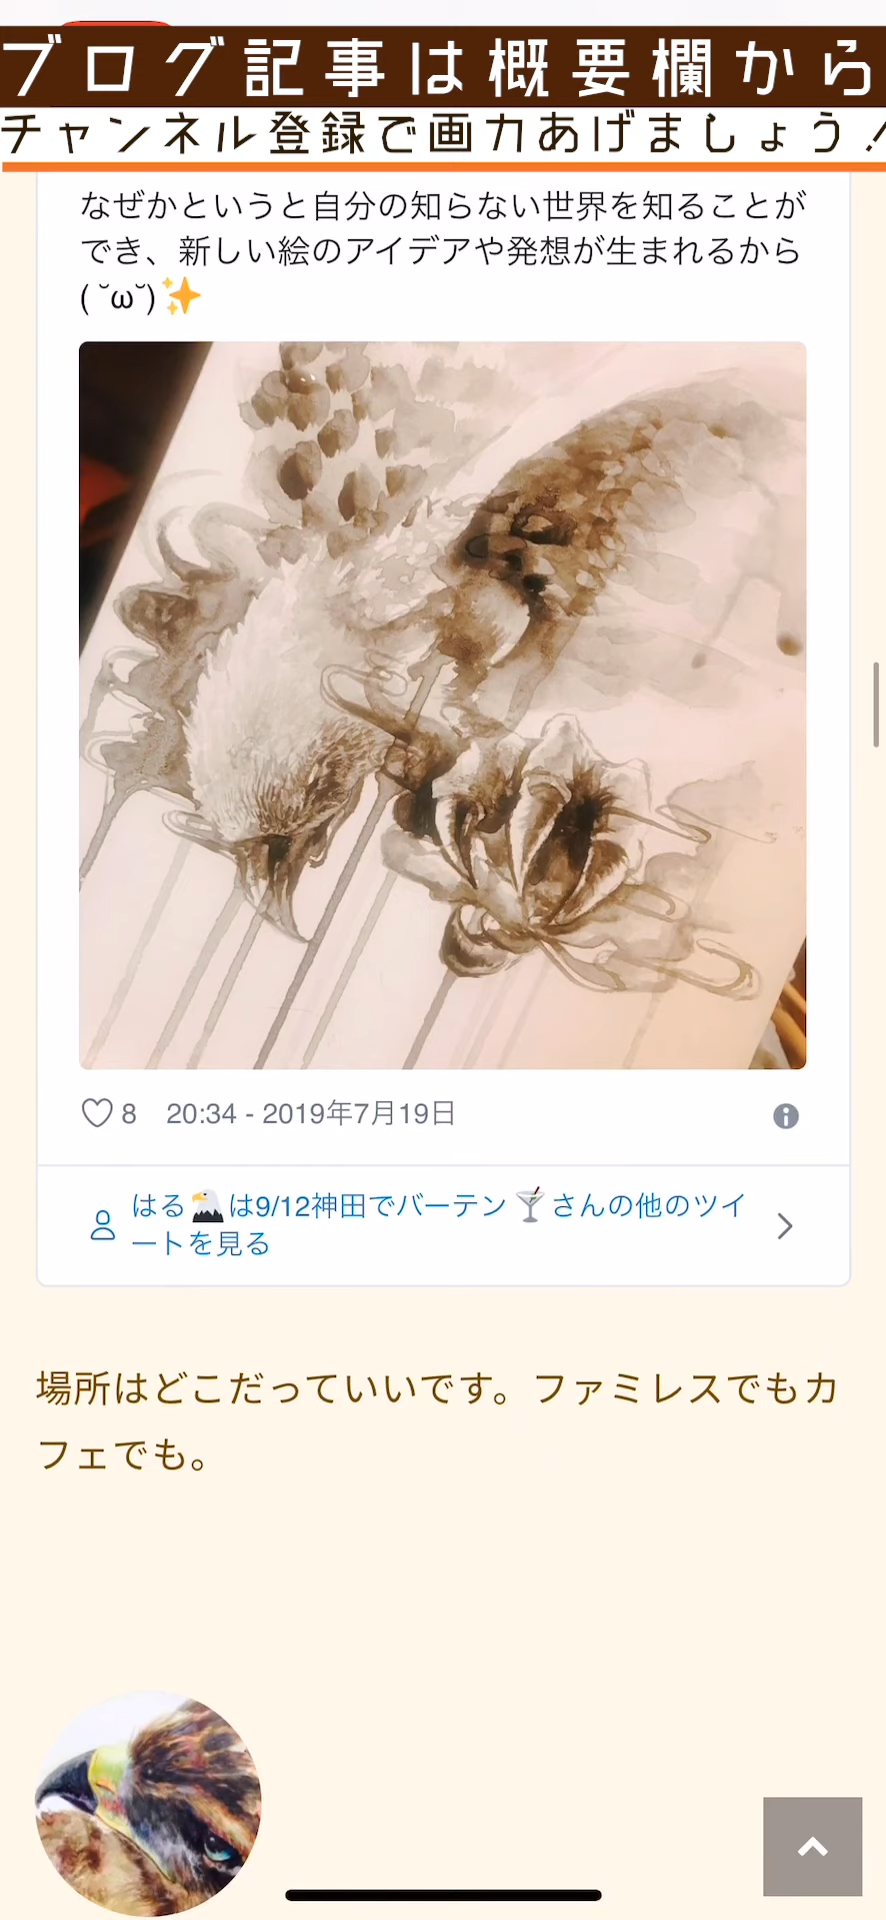 ブログ記事は概要欄から
チャンネル登録で画力あげましょう！
なぜかというと自分の知らない世界を知ることが
でき、新しい絵のアイデアや発想が生まれるから
( ˘ω˘)✨
♡ 8 20:34 - 2019年7月19日
はる🦅は9/12神田でバーテン🍸さんの他のツイ
ートを見る
場所はどこだっていいです。ファミレスでもカ
フェでも。